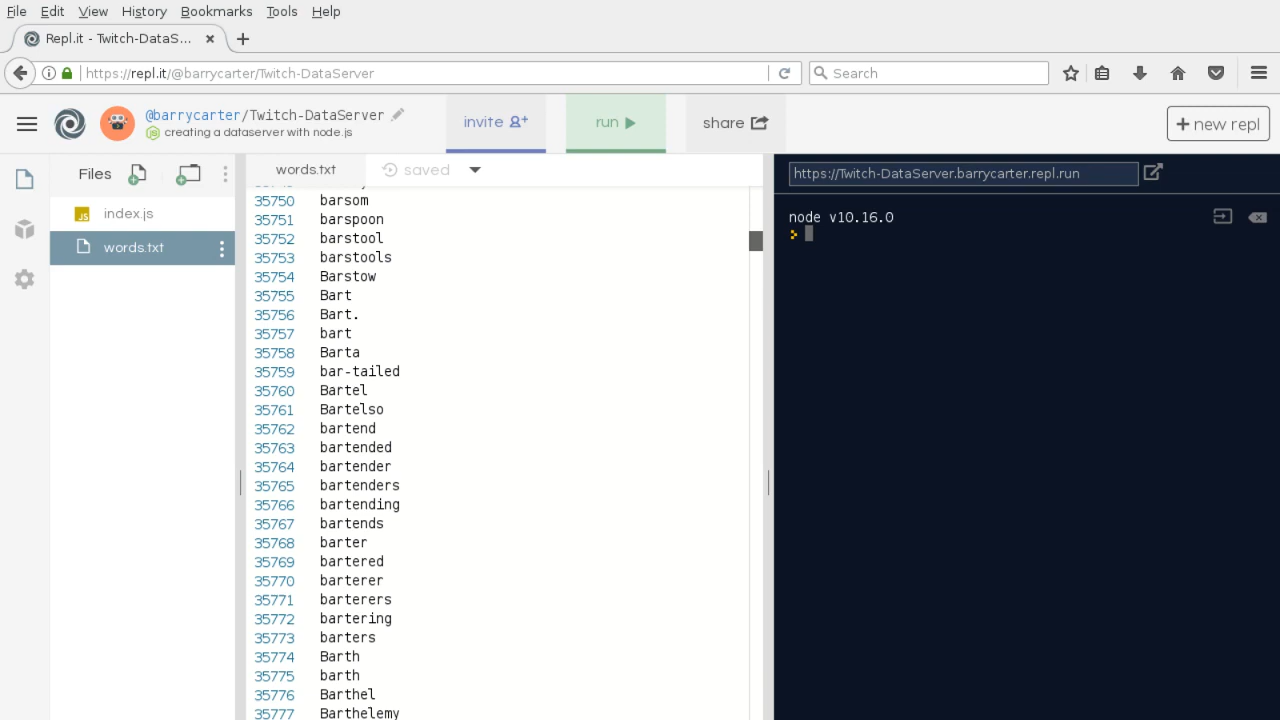 File Edit View History Bookmarks Tools Help
Repl.it - Twitch-DataS...
https://repl.it/@barrycarter/Twitch-DataServer
Search
@barrycarter/Twitch-DataServer
creating a dataserver with node.js
invite
run
share
+ new repl
Files
index.js
words.txt
words.txt
saved
35750 barsom
35751 barspoon
35752 barstool
35753 barstools
35754 Barstow
35755 Bart
35756 Bart.
35757 bart
35758 Barta
35759 bar-tailed
35760 Bartel
35761 Bartelso
35762 bartend
35763 bartended
35764 bartender
35765 bartenders
35766 bartending
35767 bartends
35768 barter
35769 bartered
35770 barterer
35771 barterers
35772 bartering
35773 barters
35774 Barth
35775 barth
35776 Barthel
35777 Barthelemy
https://Twitch-DataServer.barrycarter.repl.run
node v10.16.0